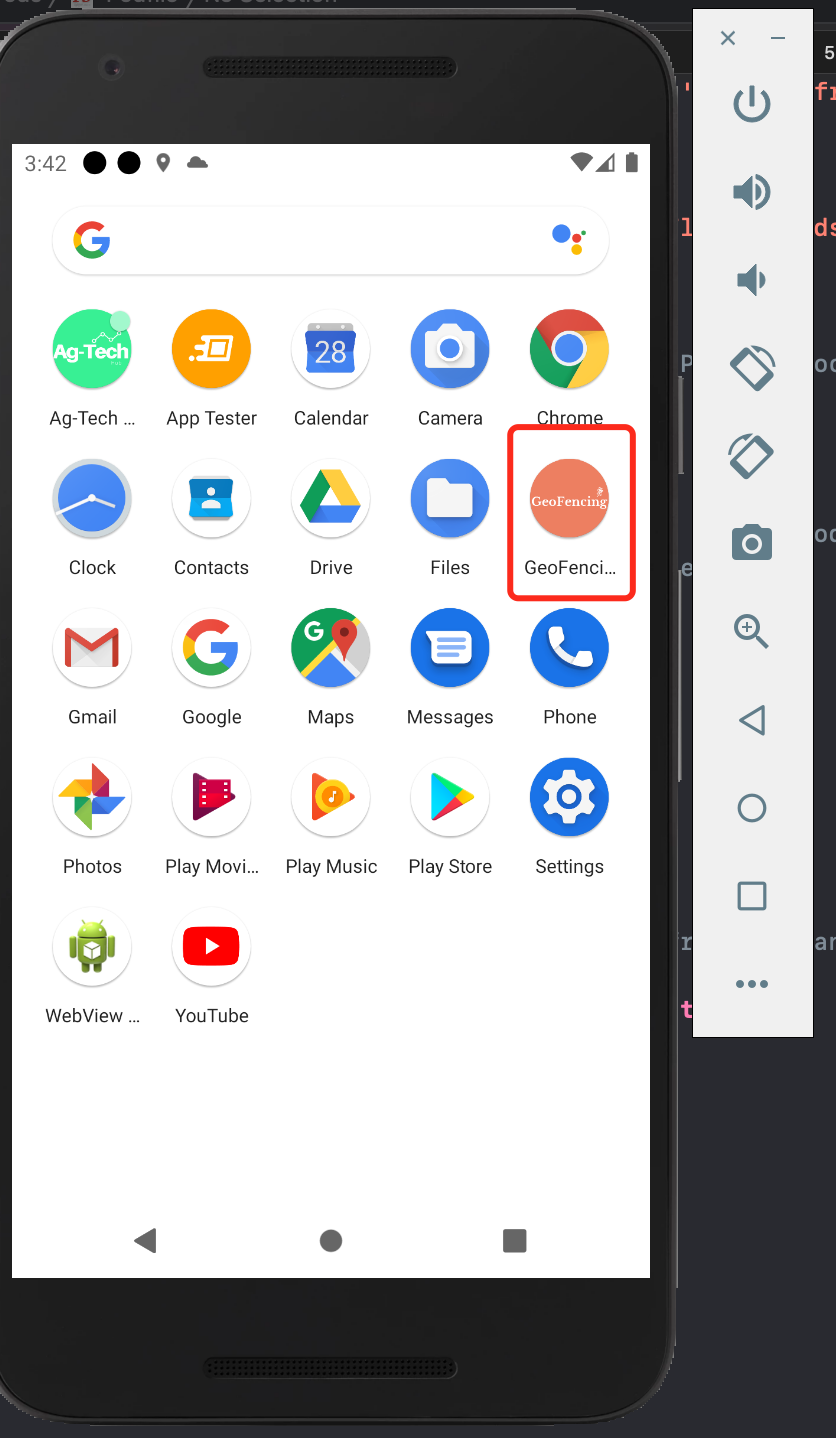 3:42
Ag-Tech
Ag-Tech ...
App Tester
28
Calendar
Camera
Chrome
Clock
Contacts
Drive
Files
GeoFencing
GeoFenci...
Gmail
G
Google
G
Maps
Messages
Phone
Photos
Play Movi...
Play Music
Play Store
Settings
WebView ...
YouTube